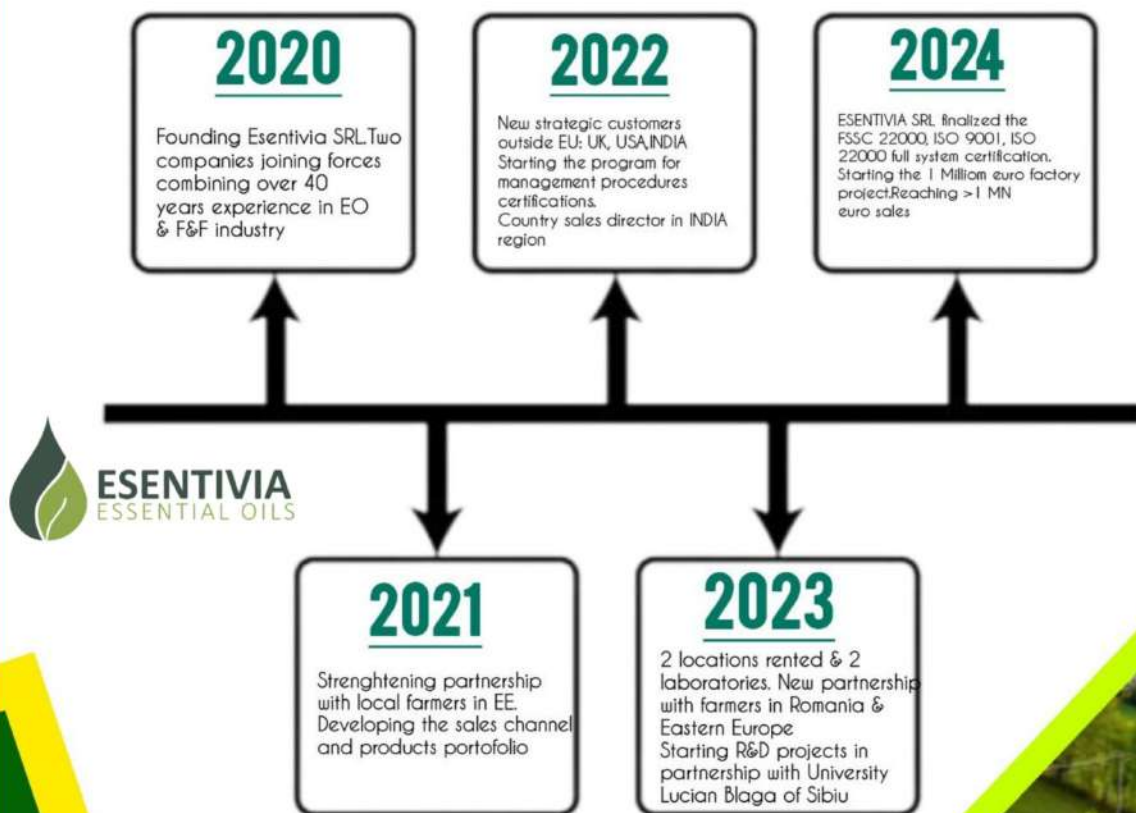 2020
Founding Esentivia SRL.Two
companies joining forces
combining over 40
years experience in EO
& F&F industry
2022
New strategic customers
outside EU: UK, USA,INDIA
Starting the program for
management procedures
certifications.
Country sales director in INDIA
region
2024
ESENTIVIA SRL finalized the
FSSC 22000, ISO 9001, ISO
22000 full system certification.
Starting the 1 Milliom euro factory
project.Reaching >1 MN
euro sales
ESENTIVIA
ESSENTIAL OILS
2021
Strenghtening partnership
with local farmers in EE.
Developing the sales channel
and products portofolio
2023
2 locations rented & 2
laboratories. New partnership
with farmers in Romania &
Eastern Europe
Starting R&D projects in
partnership with University
Lucian Blaga of Sibiu